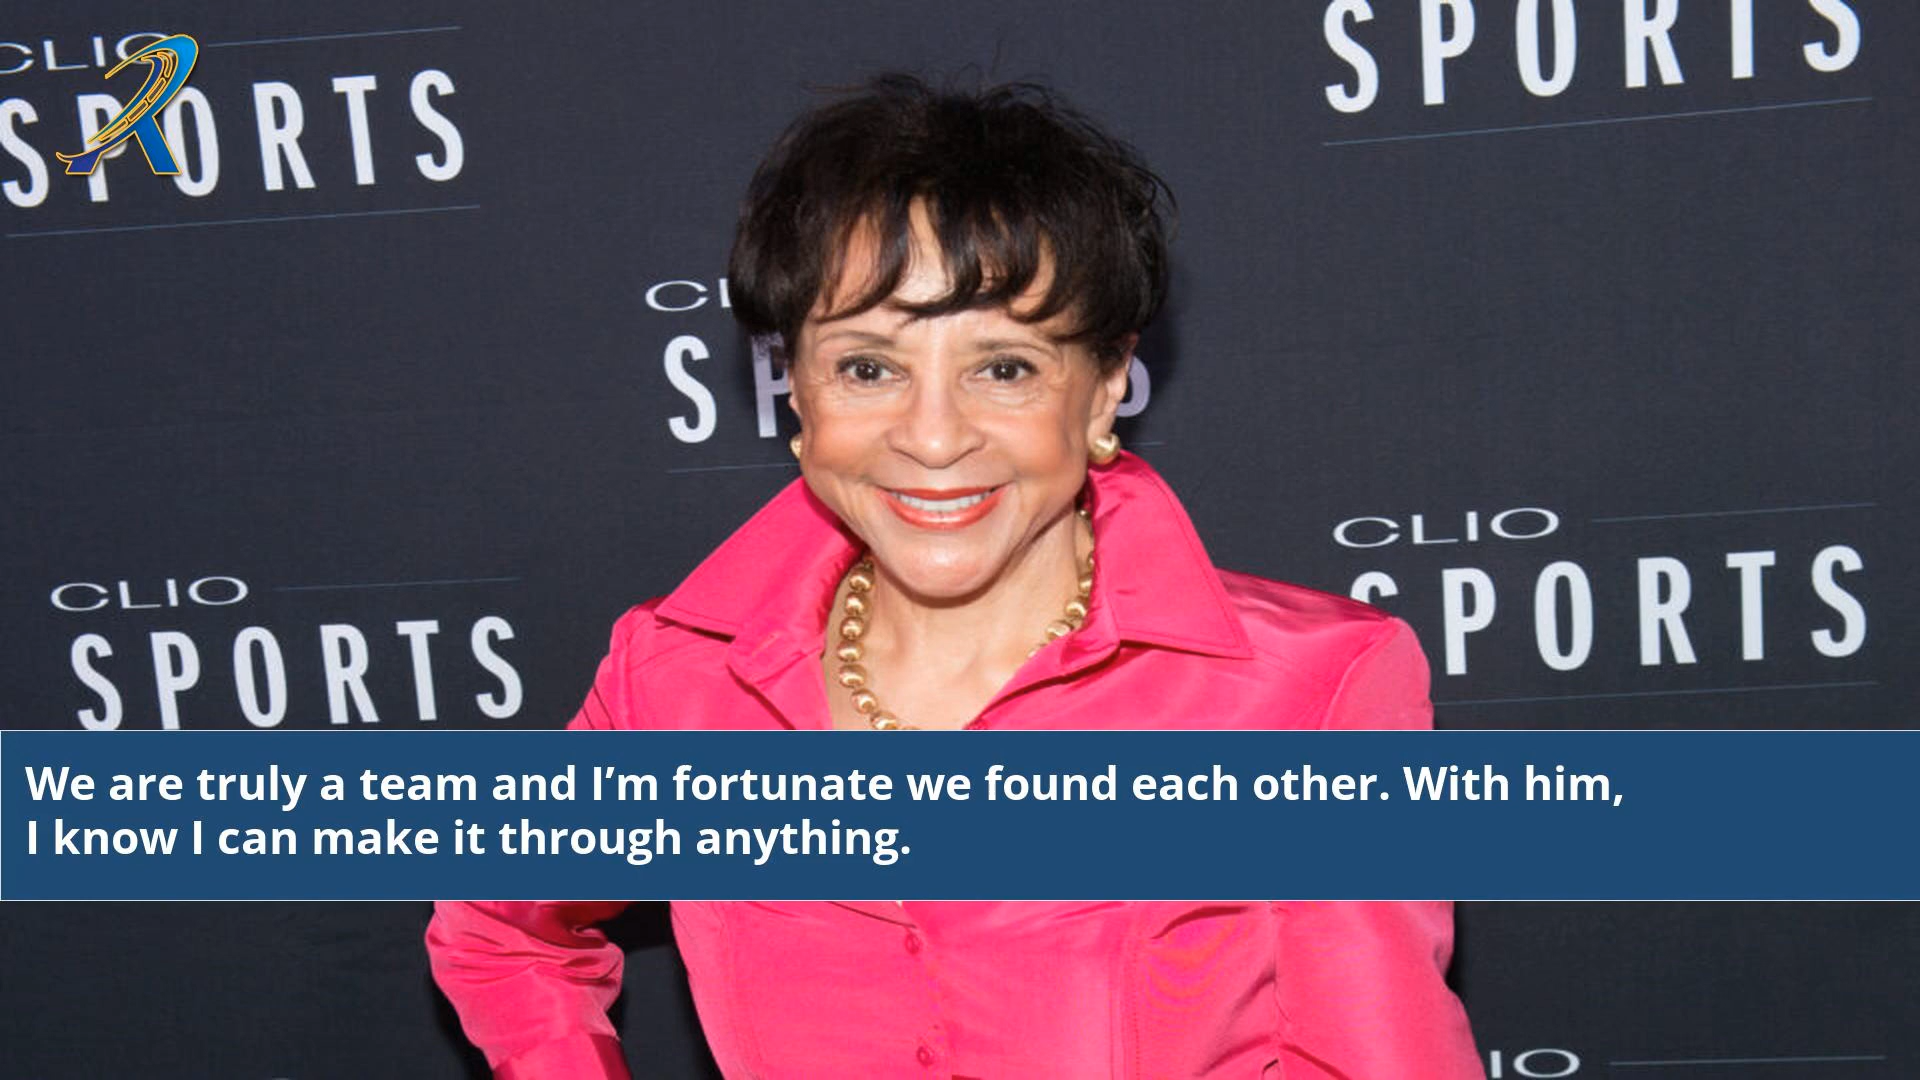 CLIO
SPORTS
SPORTS
CLIO
SPORTS
CLIO
SPORTS
We are truly a team and I’m fortunate we found each other. With him,
I know I can make it through anything.